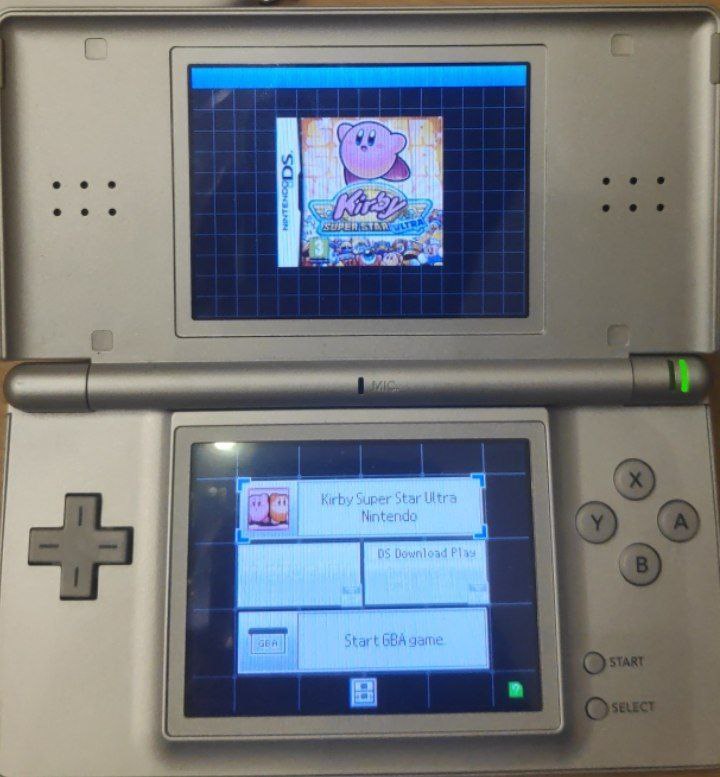 NINTENDO DS.
Kirby
SUPER STAR ULTRA
3
MIC.
Kirby Super Star Ultra
Nintendo
DS Download Play
GBA
Start GBA game.
?
X
Y
A
B
START
SELECT